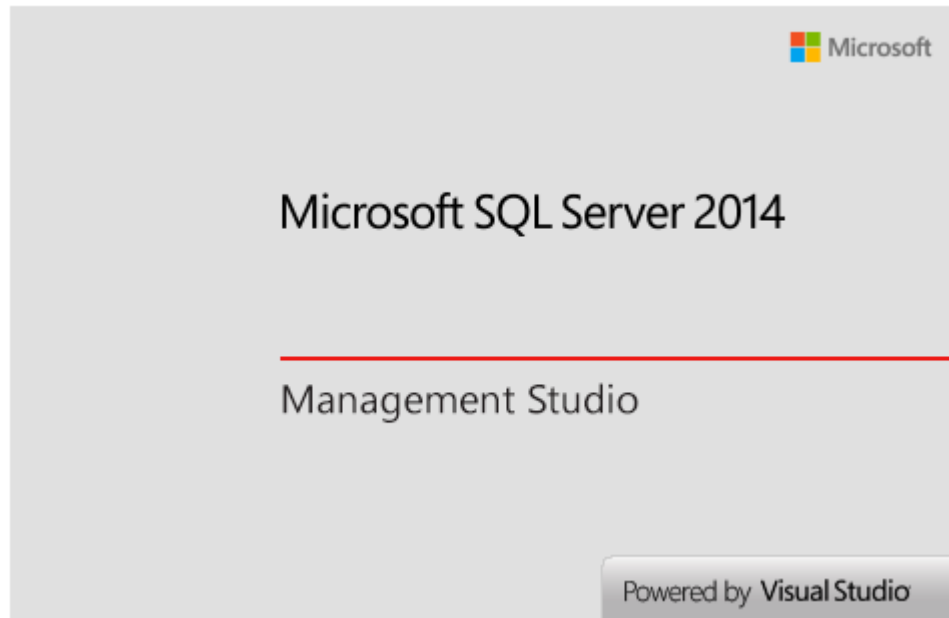 Microsoft
Microsoft SQL Server 2014
Management Studio
Powered by Visual Studio